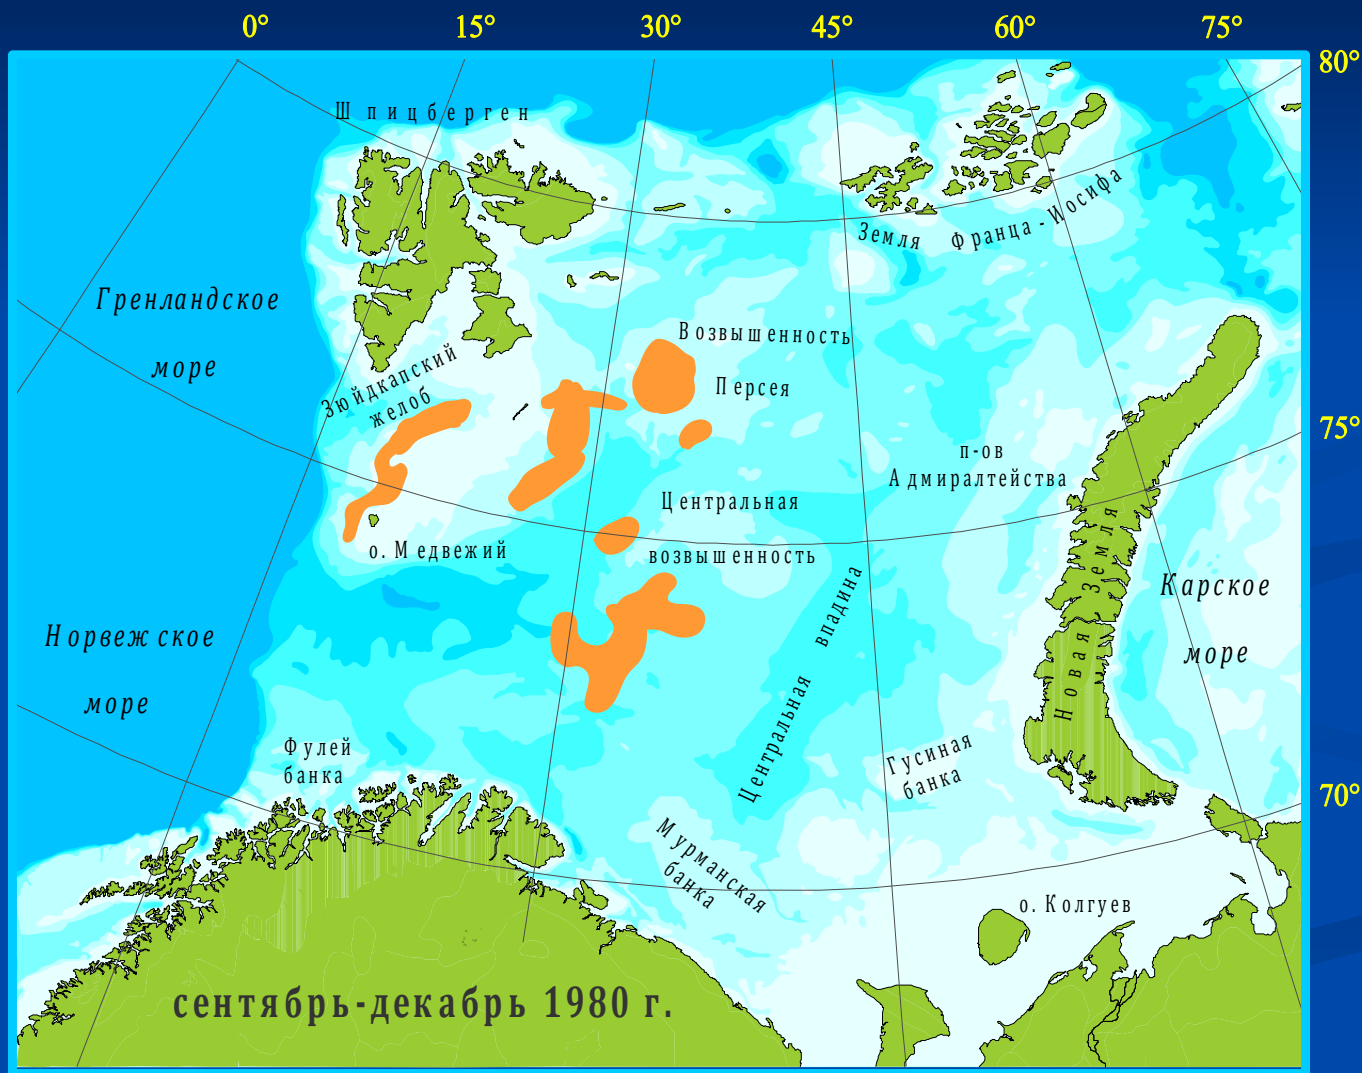 0° 15° 30° 45° 60° 75°
80°
Шпицберген
Земля Франца-Иосифа
Гренландское
море
Возвышенность
Персея
Зюйдкапский
желоб
75°
п-ов
Адмиралтейства
Центральная
возвышенность
о. Медвежий
Новая Земля
Карское
море
Центральная впадина
Норвежское
море
Фулей
банка
Гусиная
банка
70°
Мурманская
банка
о. Колгуев
сентябрь-декабрь 1980 г.